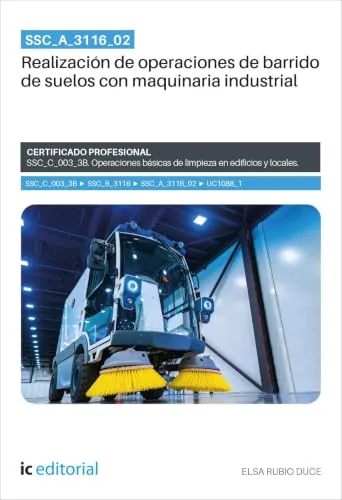 SSC_A_3116_02
Realización de operaciones de barrido
de suelos con maquinaria industrial
CERTIFICADO PROFESIONAL
SSC_C_003_3B. Operaciones básicas de limpieza en edificios y locales.
SSC_C_003_3B ▶ SSC_B_3116 ▶ SSC_A_3116_02 ▶ UC1088_1
ic editorial
ELSA RUBIO DUCE